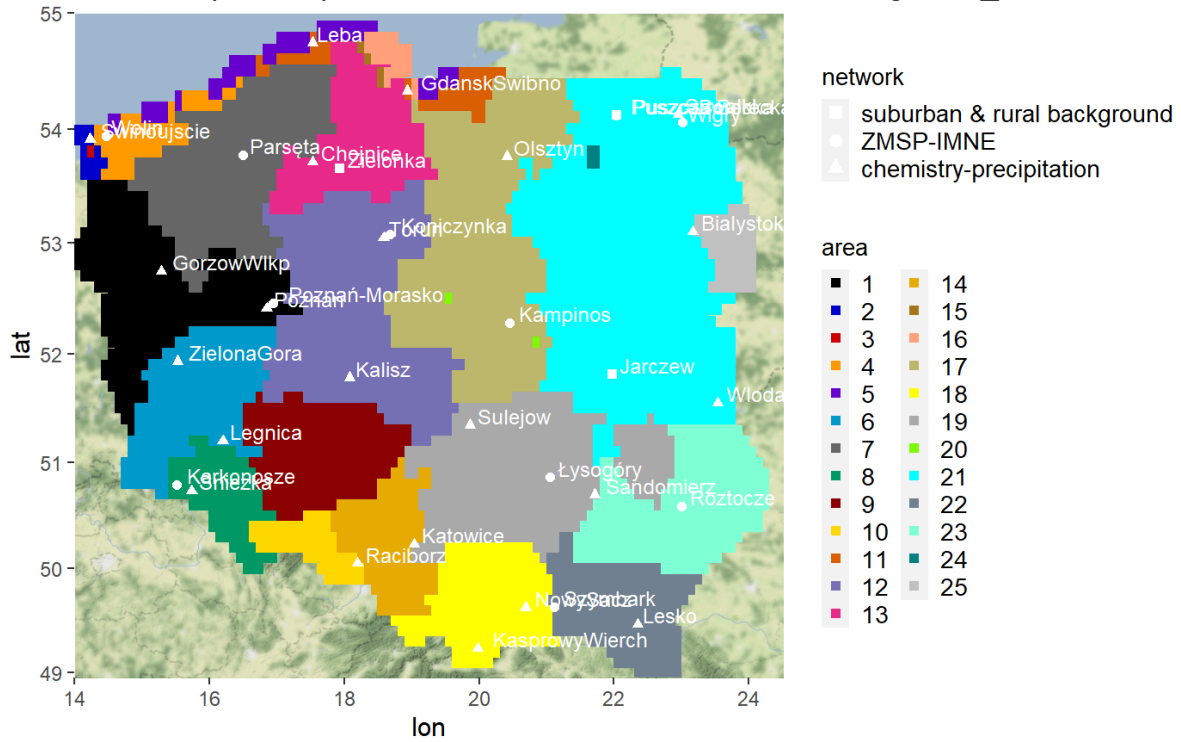 55
54
53
52
51
50
49
lat
14
16
18
20
22
24
lon
Leba
GdanskSwibno
Swinoujscie
Wolin
Parsęta
Chojnice
Zielonka
Olsztyn
Wigry
Koniczynka
Torun
Bialystok
GorzowWlkp
Poznań-Morasko
Poznan
Kampinos
ZielonaGora
Kalisz
Jarczew
Wloda
Sulejow
Legnica
Karkonosze
Sniezka
Łysogóry
Sandomierz
Roztocze
Katowice
Raciborz
NowySacz
Szymbark
Lesko
KasprowyWierch
network
suburban & rural background
ZMSP-IMNE
chemistry-precipitation
area
1
2
3
4
5
6
7
8
9
10
11
12
13
14
15
16
17
18
19
20
21
22
23
24
25